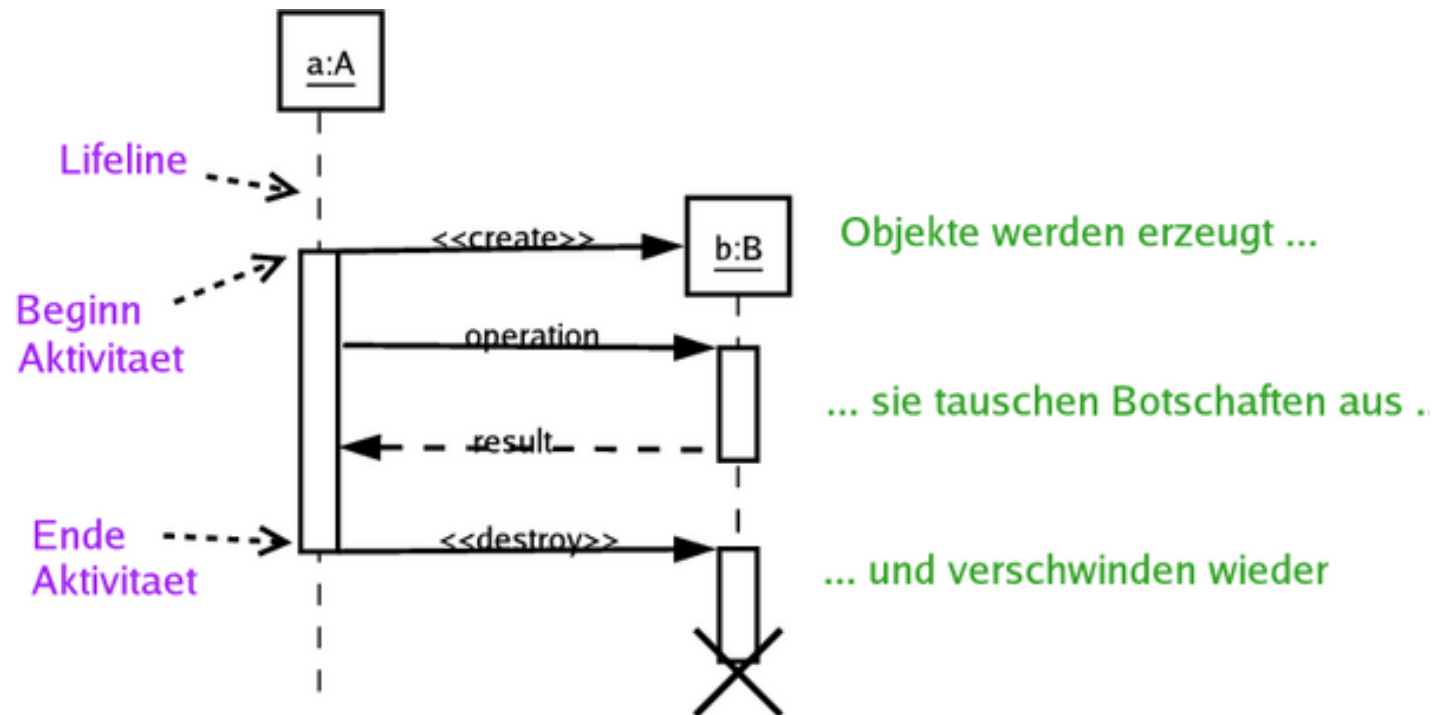 a:A
Lifeline
<<create>>
b:B
Objekte werden erzeugt ...
Beginn
Aktivitaet
operation
... sie tauschen Botschaften aus ..
result
Ende
Aktivitaet
<<destroy>>
... und verschwinden wieder